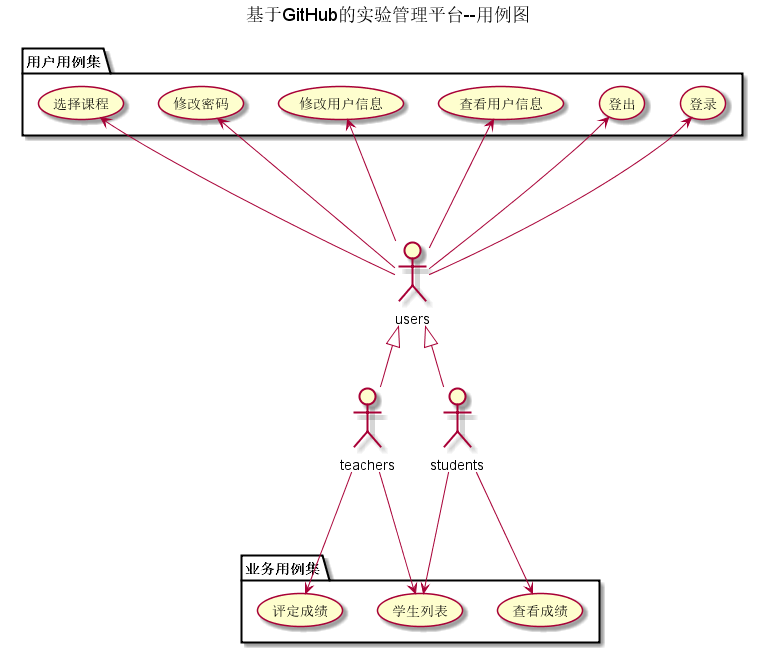 基于GitHub的实验管理平台--用例图
用户用例集
选择课程
修改密码
修改用户信息
查看用户信息
登出
登录
users
teachers
students
业务用例集
评定成绩
学生列表
查看成绩